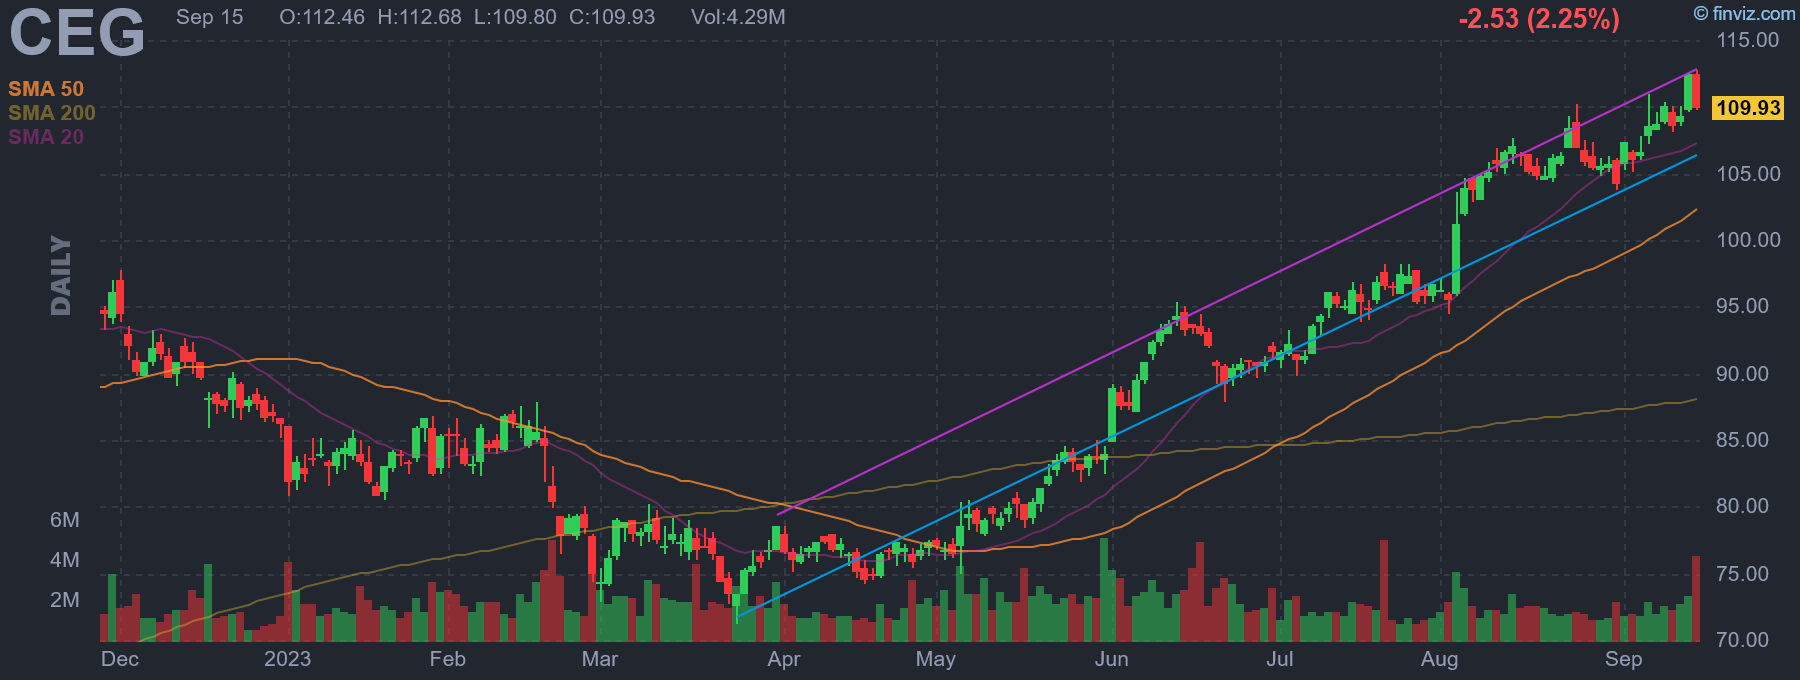 CEG
Sep 15 O:112.46 H:112.68 L:109.80 C:109.93 Vol:4.29M
-2.53 (2.25%)
© finviz.com
SMA 50
SMA 200
SMA 20
DAILY
115.00
109.93
105.00
100.00
95.00
90.00
85.00
80.00
75.00
70.00
6M
4M
2M
Dec 2023 Feb Mar Apr May Jun Jul Aug Sep